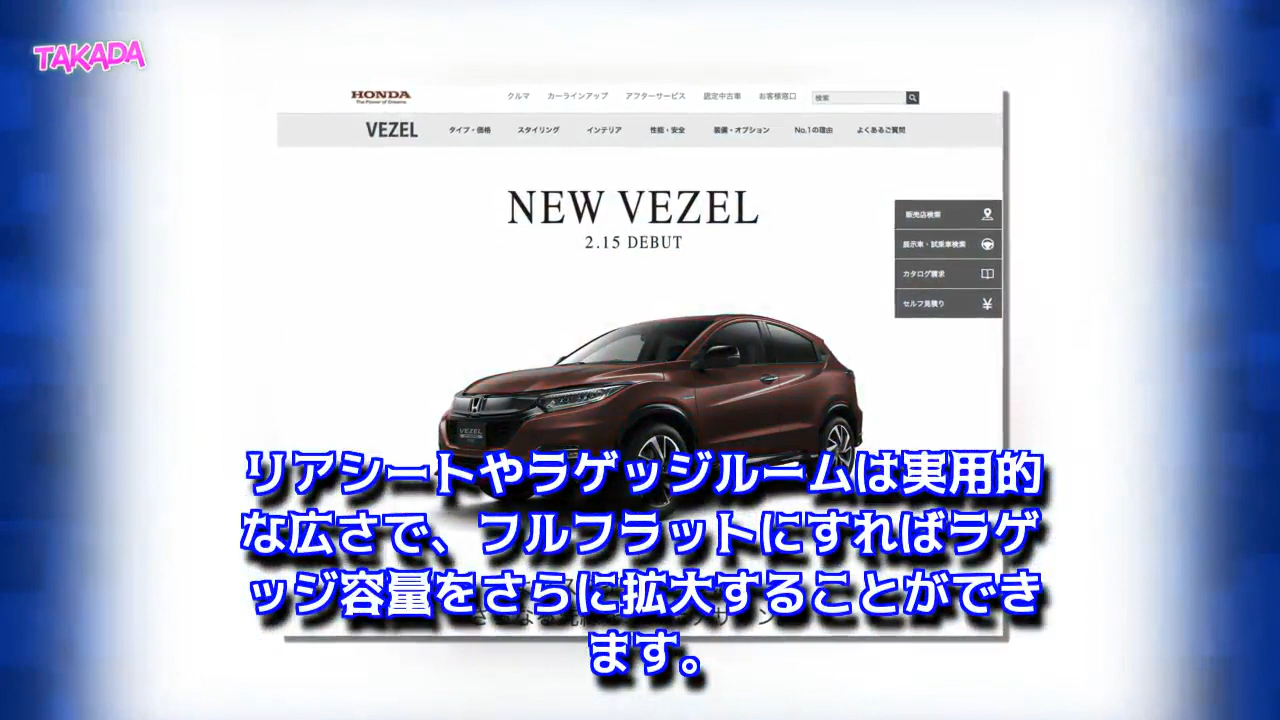 TAKADA
HONDA
The Power of Dreams
クルマ カーラインアップ アフターサービス 認定中古車 お客様窓口 検索
VEZEL タイプ・価格 スタイリング インテリア 性能・安全 装備・オプション No.1の理由 よくあるご質問
NEW VEZEL
2.15 DEBUT
販売店検索
展示車・試乗車検索
カタログ請求
セルフ見積り
VEZEL
リアシートやラゲッジルームは実用的
な広さで、フルフラットにすればラゲ
ッジ容量をさらに拡大することができ
ます。